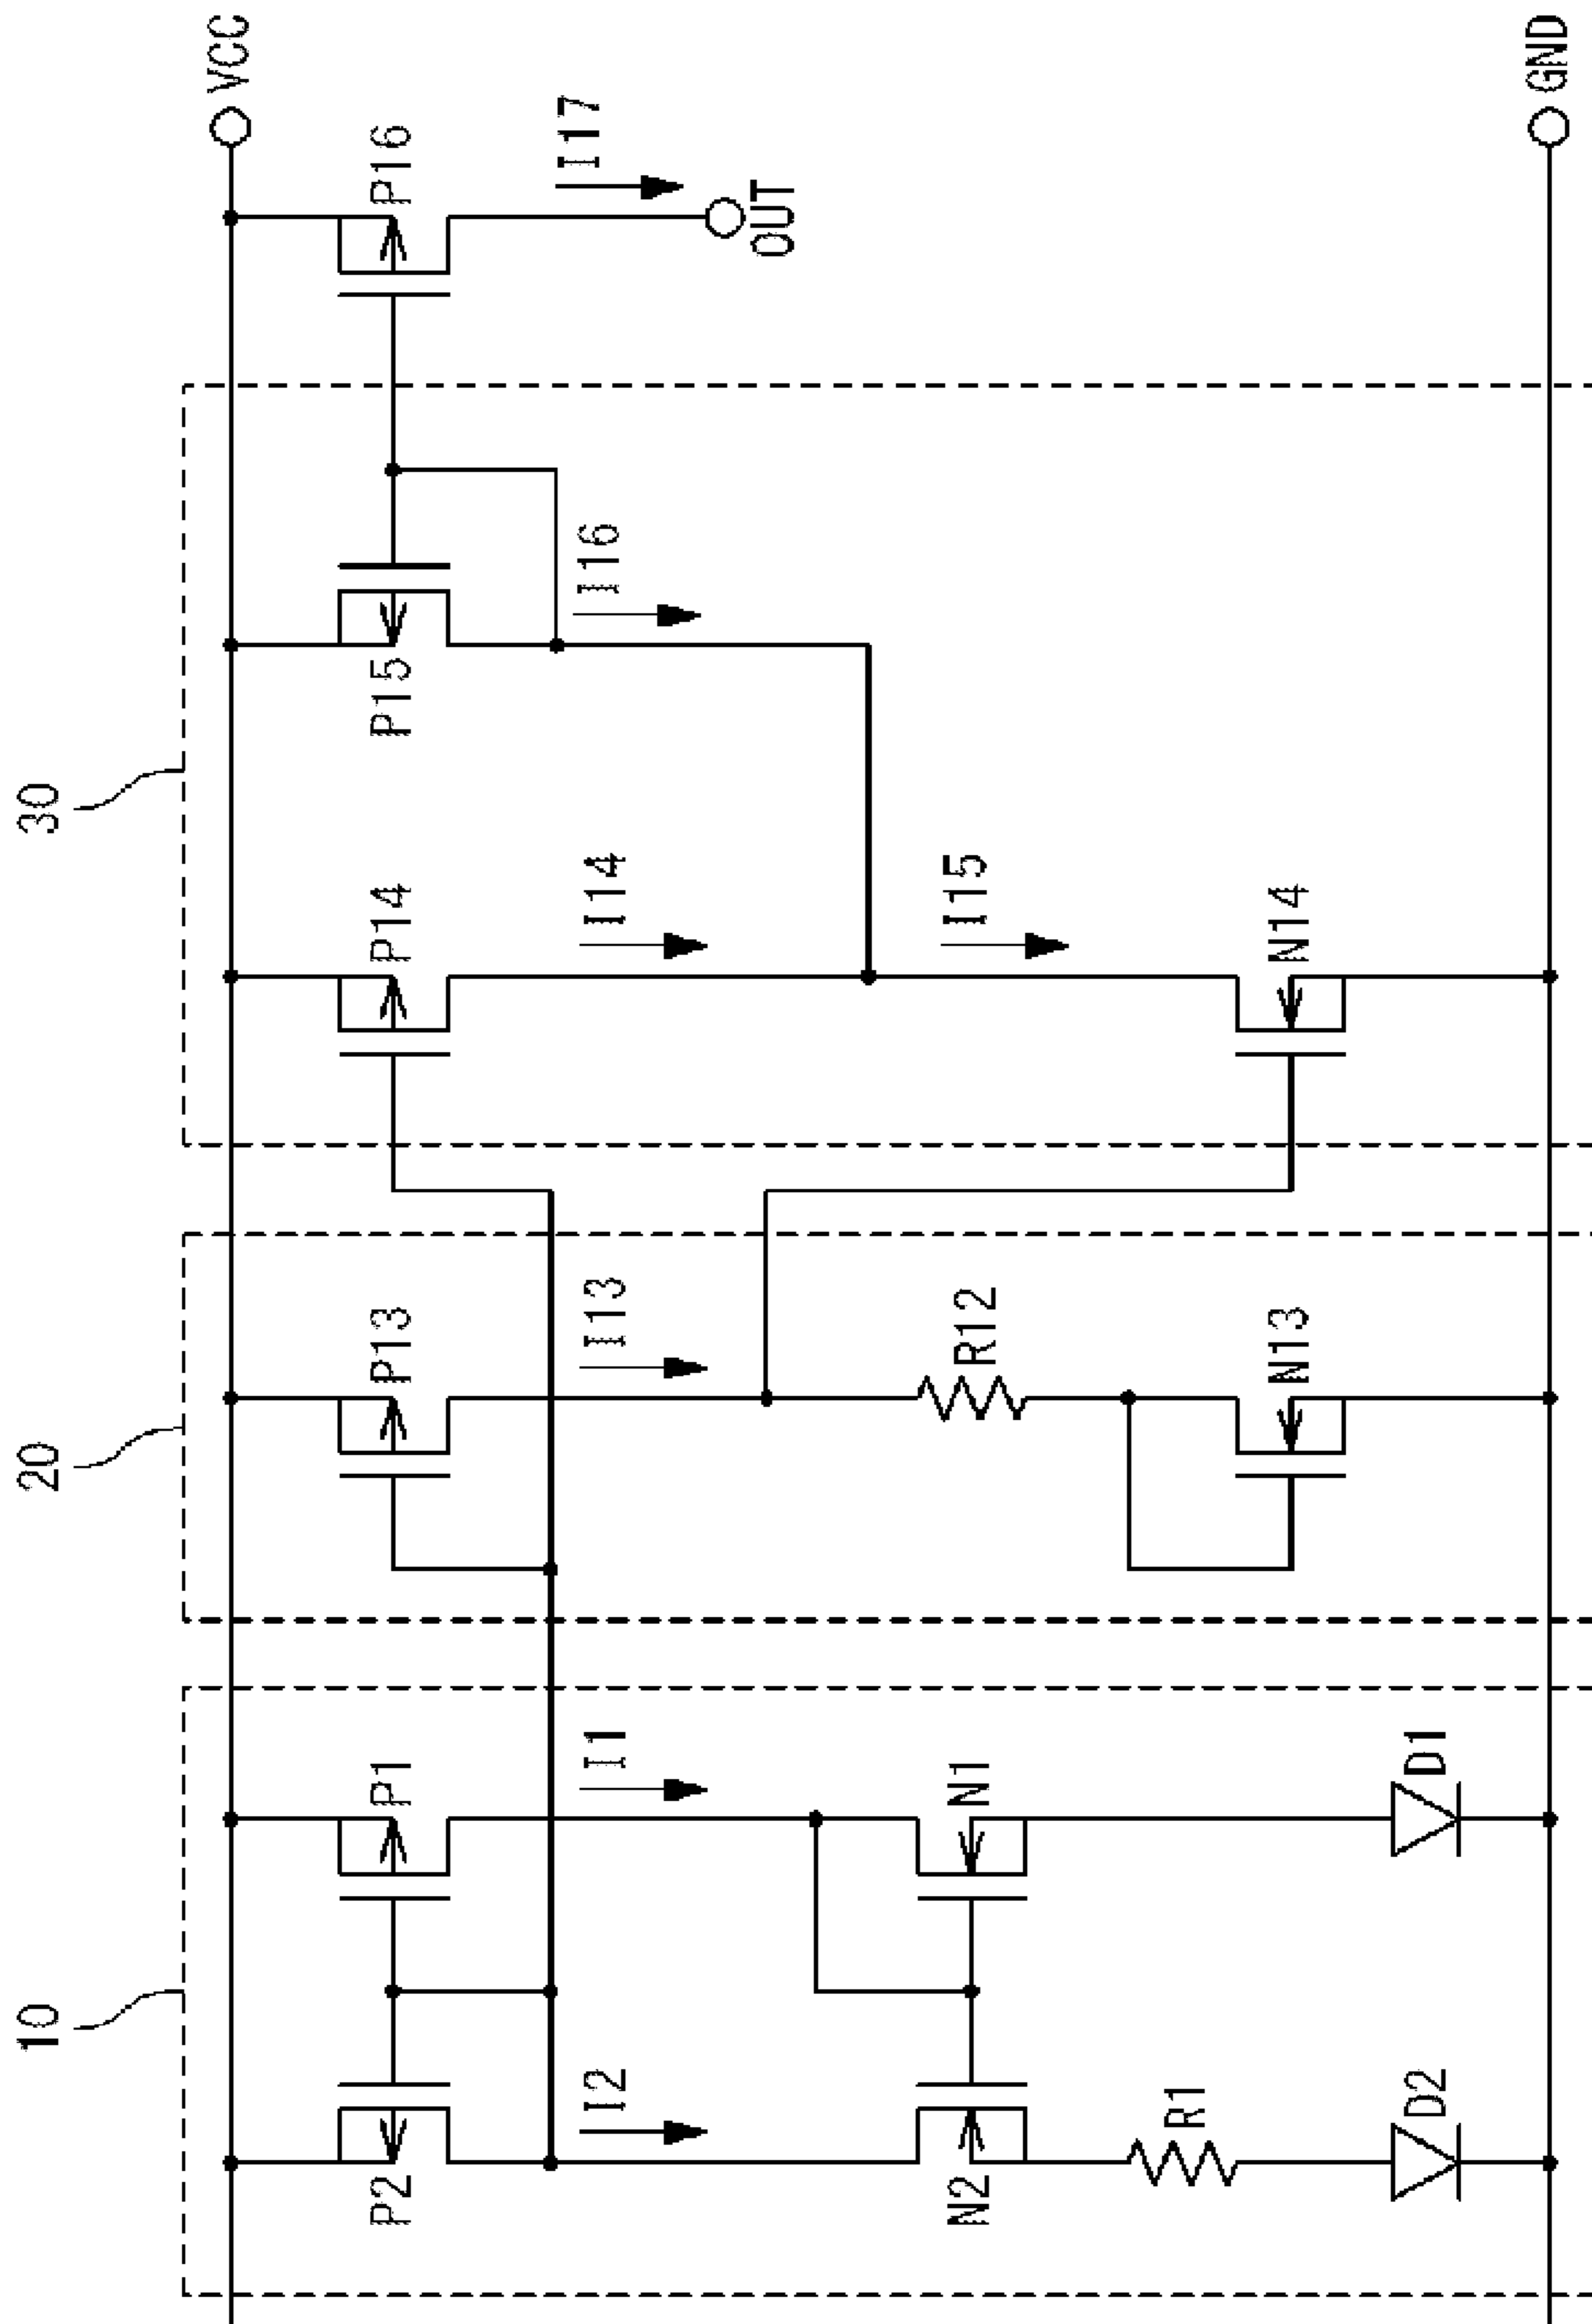 10
20
30
VCC
P2
P1
P13
P14
P15
P16
I2
I1
I13
I14
I16
I17
OUT
N2
N1
R12
I15
R1
N13
N14
D2
D1
GND